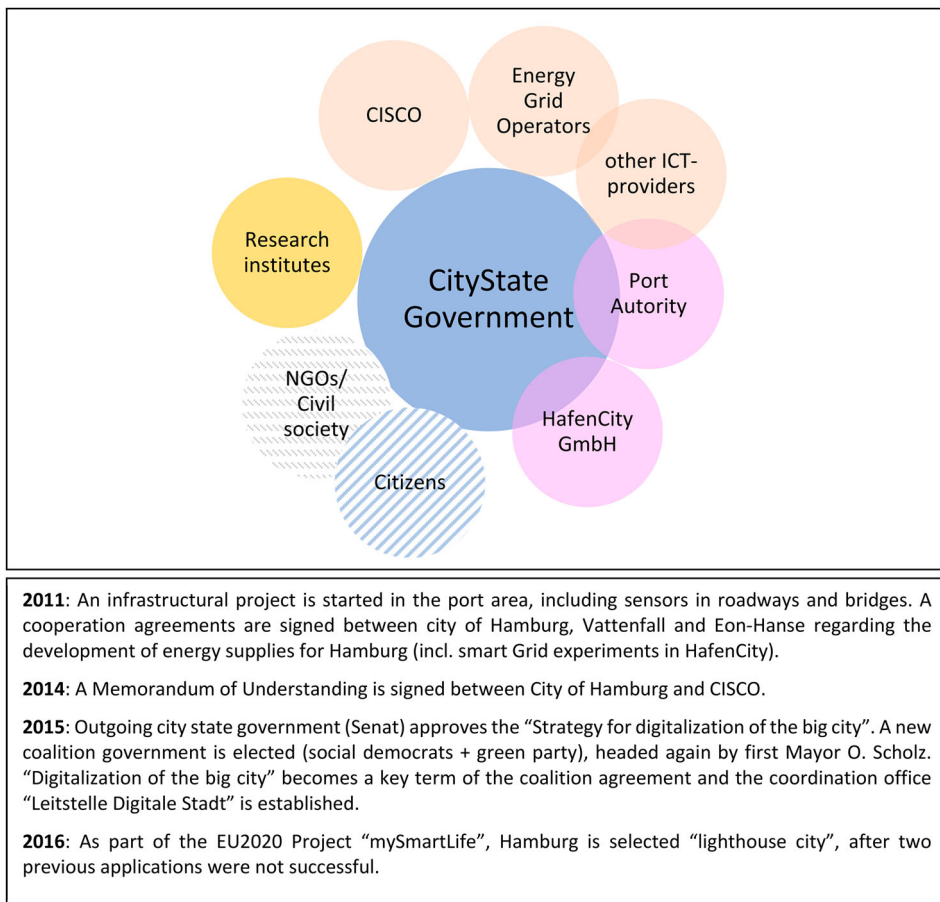 CISCO
Energy
Grid
Operators
other ICT-
providers
Research
institutes
CityState
Government
Port
Autority
NGOs/
Civil
society
HafenCity
GmbH
Citizens
2011: An infrastructural project is started in the port area, including sensors in roadways and bridges. A
cooperation agreements are signed between city of Hamburg, Vattenfall and Eon-Hanse regarding the
development of energy supplies for Hamburg (incl. smart Grid experiments in HafenCity).
2014: A Memorandum of Understanding is signed between City of Hamburg and CISCO.
2015: Outgoing city state government (Senat) approves the “Strategy for digitalization of the big city”. A new
coalition government is elected (social democrats + green party), headed again by first Mayor O. Scholz.
“Digitalization of the big city” becomes a key term of the coalition agreement and the coordination office
“Leitstelle Digitale Stadt” is established.
2016: As part of the EU2020 Project “mySmartLife”, Hamburg is selected “lighthouse city”, after two
previous applications were not successful.